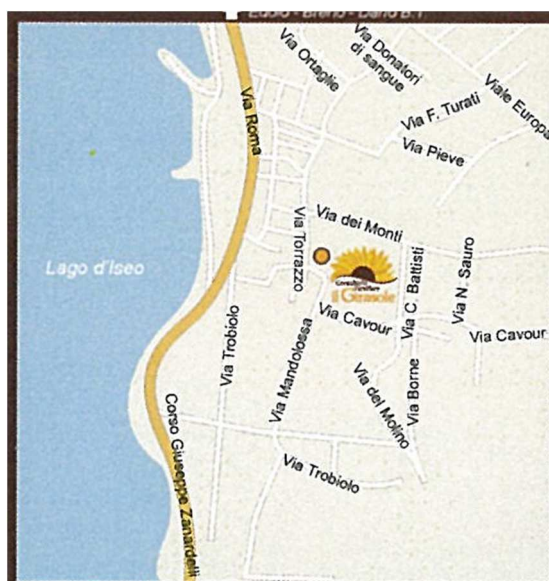 Via Ortaglie
Via Donatori
di sangue
Viale Europa
Via F. Turati
Via Pieve
Via Roma
Via dei Monti
Via Torrazzo
Lago d'Iseo
Via C. Battisti
Via N. Sauro
il Girasole
Via Cavour
Via Cavour
Via Trobiolo
Via Mandolossa
Via del Molino
Via Borne
Corso Giuseppe Zanardelli
Via Trobiolo